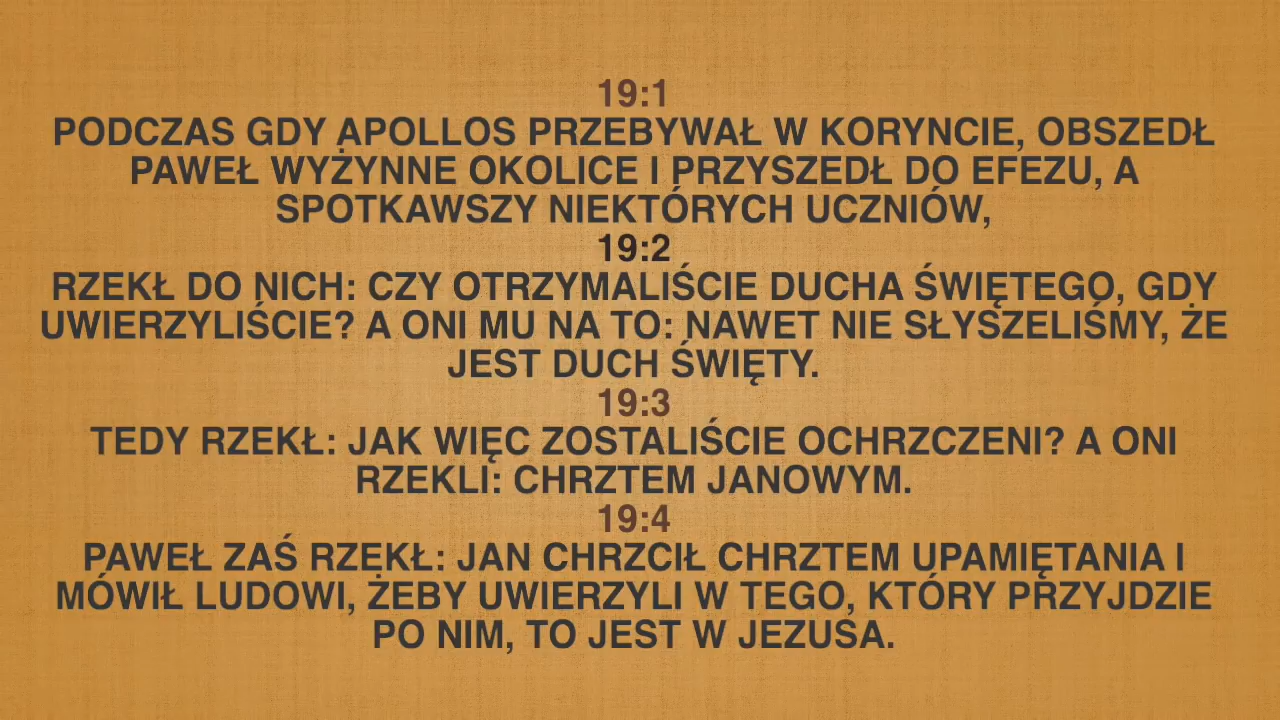 19:1
PODCZAS GDY APOLLOS PRZEBYWAŁ W KORYNCIE, OBSZEDŁ
PAWEŁ WYŻYNNE OKOLICE I PRZYSZEDŁ DO EFEZU, A
SPOTKAWSZY NIEKTÓRYCH UCZNIÓW,
19:2
RZEKŁ DO NICH: CZY OTRZYMALIŚCIE DUCHA ŚWIĘTEGO, GDY
UWIERZYLIŚCIE? A ONI MU NA TO: NAWET NIE SŁYSZELIŚMY, ŻE
JEST DUCH ŚWIĘTY.
19:3
TEDY RZEKŁ: JAK WIĘC ZOSTALIŚCIE OCHRZCZENI? A ONI
RZEKLI: CHRZTEM JANOWYM.
19:4
PAWEŁ ZAŚ RZEKŁ: JAN CHRZCIŁ CHRZTEM UPAMIĘTANIA I
MÓWIŁ LUDOWI, ŻEBY UWIERZYLI W TEGO, KTÓRY PRZYJDZIE
PO NIM, TO JEST W JEZUSA.